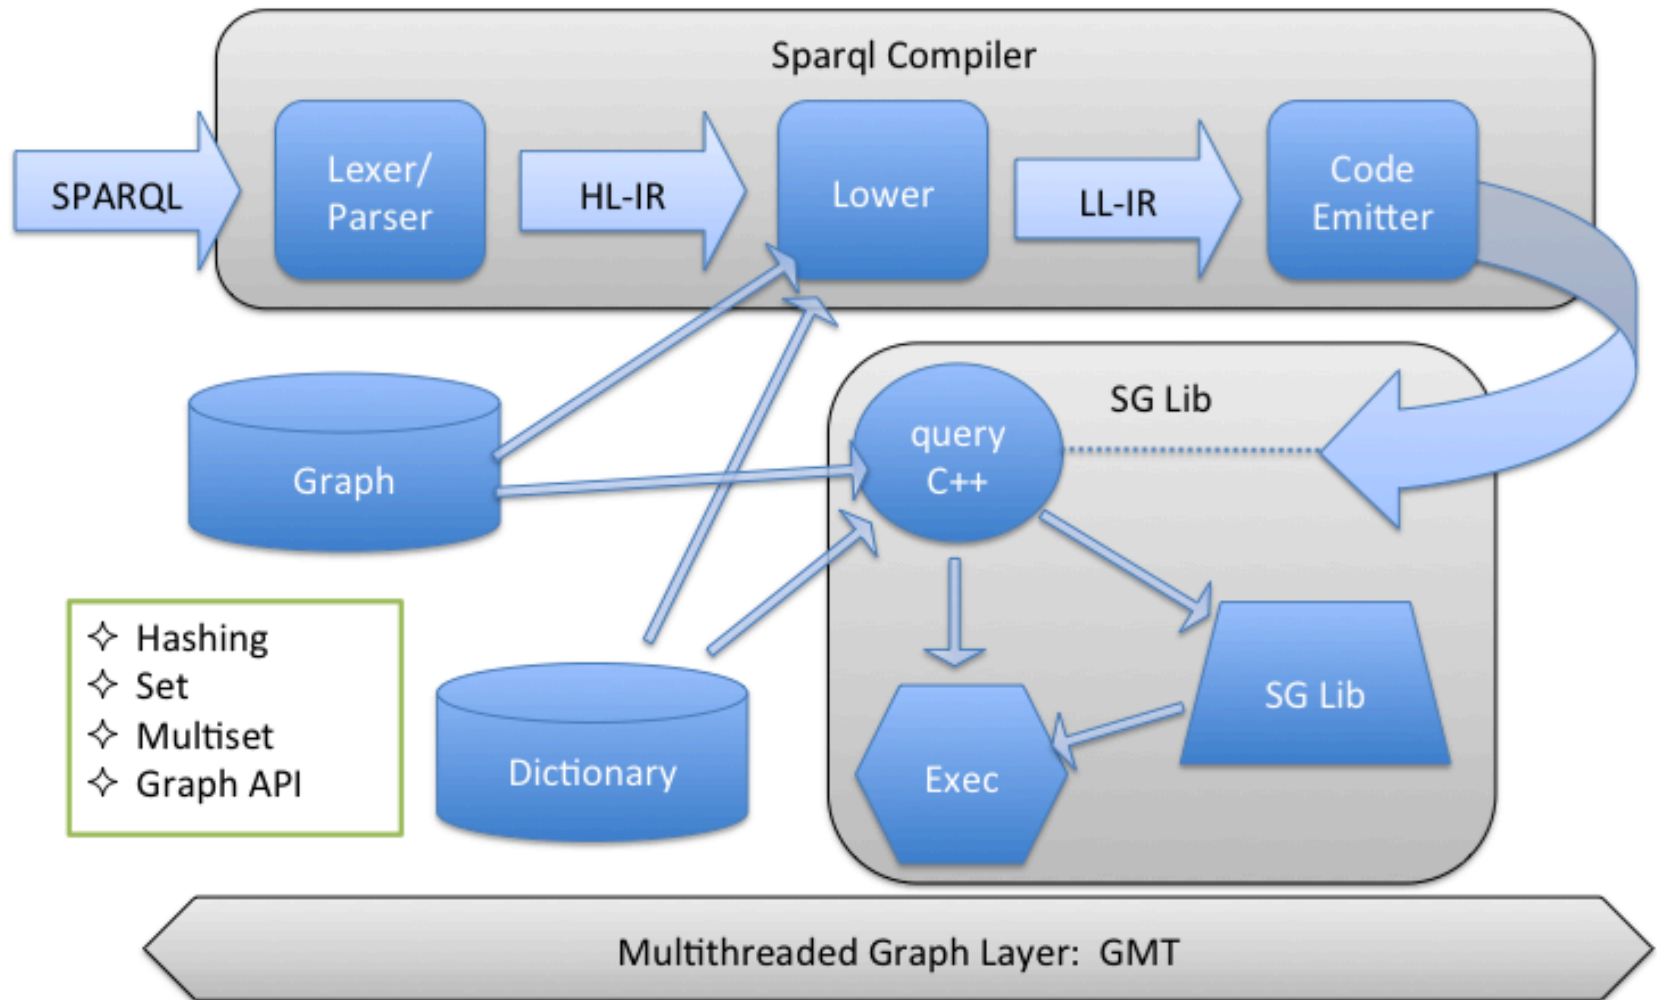 Sparql Compiler
SPARQL
Lexer/
Parser
HL-IR
Lower
LL-IR
Code
Emitter
Graph
query
C++
SG Lib
✧ Hashing
✧ Set
✧ Multiset
✧ Graph API
Dictionary
Exec
SG Lib
Multithreaded Graph Layer: GMT